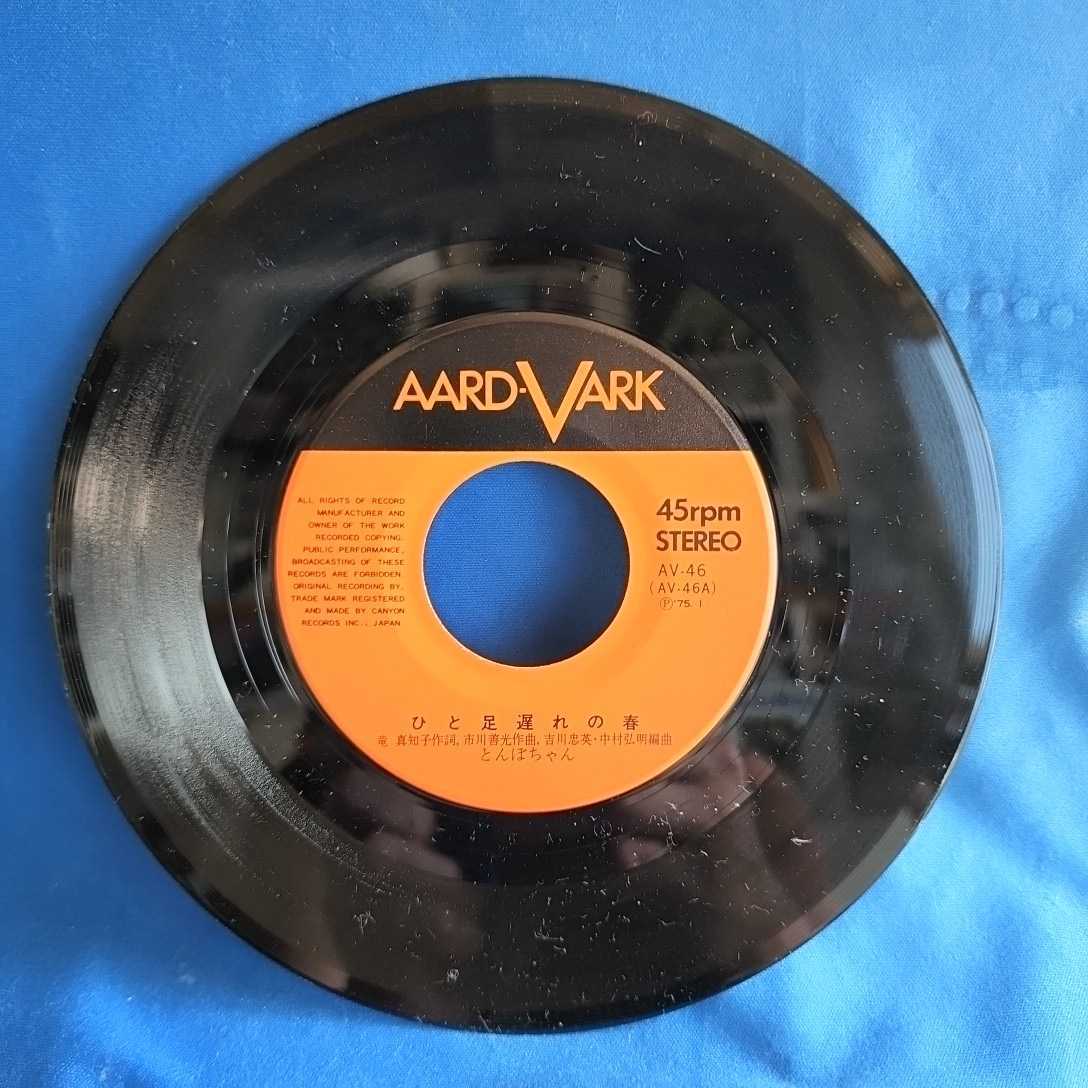 AARD-VARK
ALL RIGHTS OF RECORD
MANUFACTURER AND
OWNER OF THE WORK
RECORDED COPYING.
PUBLIC PERFORMANCE,
BROADCASTING OF THESE
RECORDS ARE FORBIDDEN.
ORIGINAL RECORDING BY,
TRADE MARK REGISTERED
AND MADE BY CANYON
RECORDS INC., JAPAN.
45rpm
STEREO
AV-46
(AV-46A)
Ⓟ'75. 1
ひと足遅れの春
竜 真知子作詞, 市川善光作曲, 吉川忠英・中村弘明編曲
とんぼちゃん